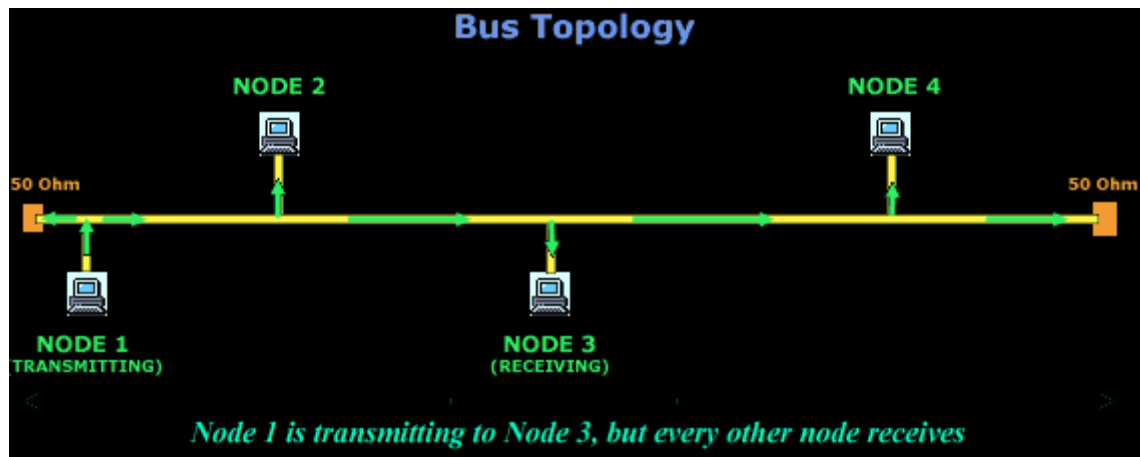 Bus Topology
NODE 2
NODE 4
50 Ohm
50 Ohm
NODE 1
(TRANSMITTING)
NODE 3
(RECEIVING)
Node 1 is transmitting to Node 3, but every other node receives